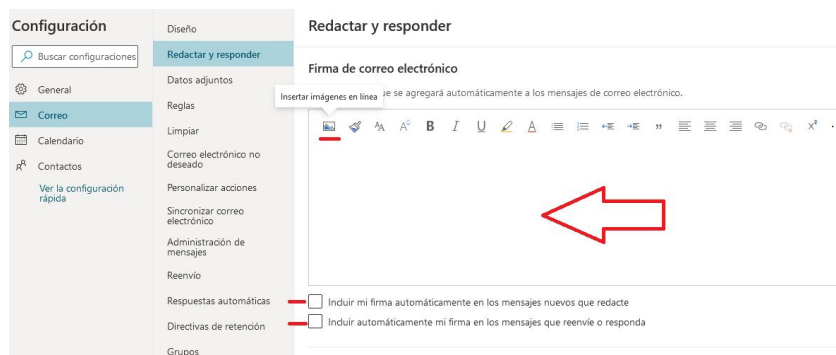 Configuración
Buscar configuraciones
General
Correo
Calendario
Contactos
Ver la configuración
rápida
Diseño
Redactar y responder
Datos adjuntos
Reglas
Limpiar
Correo electrónico no
deseado
Personalizar acciones
Sincronizar correo
electrónico
Administración de
mensajes
Reenvío
Respuestas automáticas
Directivas de retención
Grupos
Redactar y responder
Firma de correo electrónico
Insertar imágenes en línea
que se agregará automáticamente a los mensajes de correo electrónico.
B I U A
Incluir mi firma automáticamente en los mensajes nuevos que redacte
Incluir automáticamente mi firma en los mensajes que reenvíe o responda